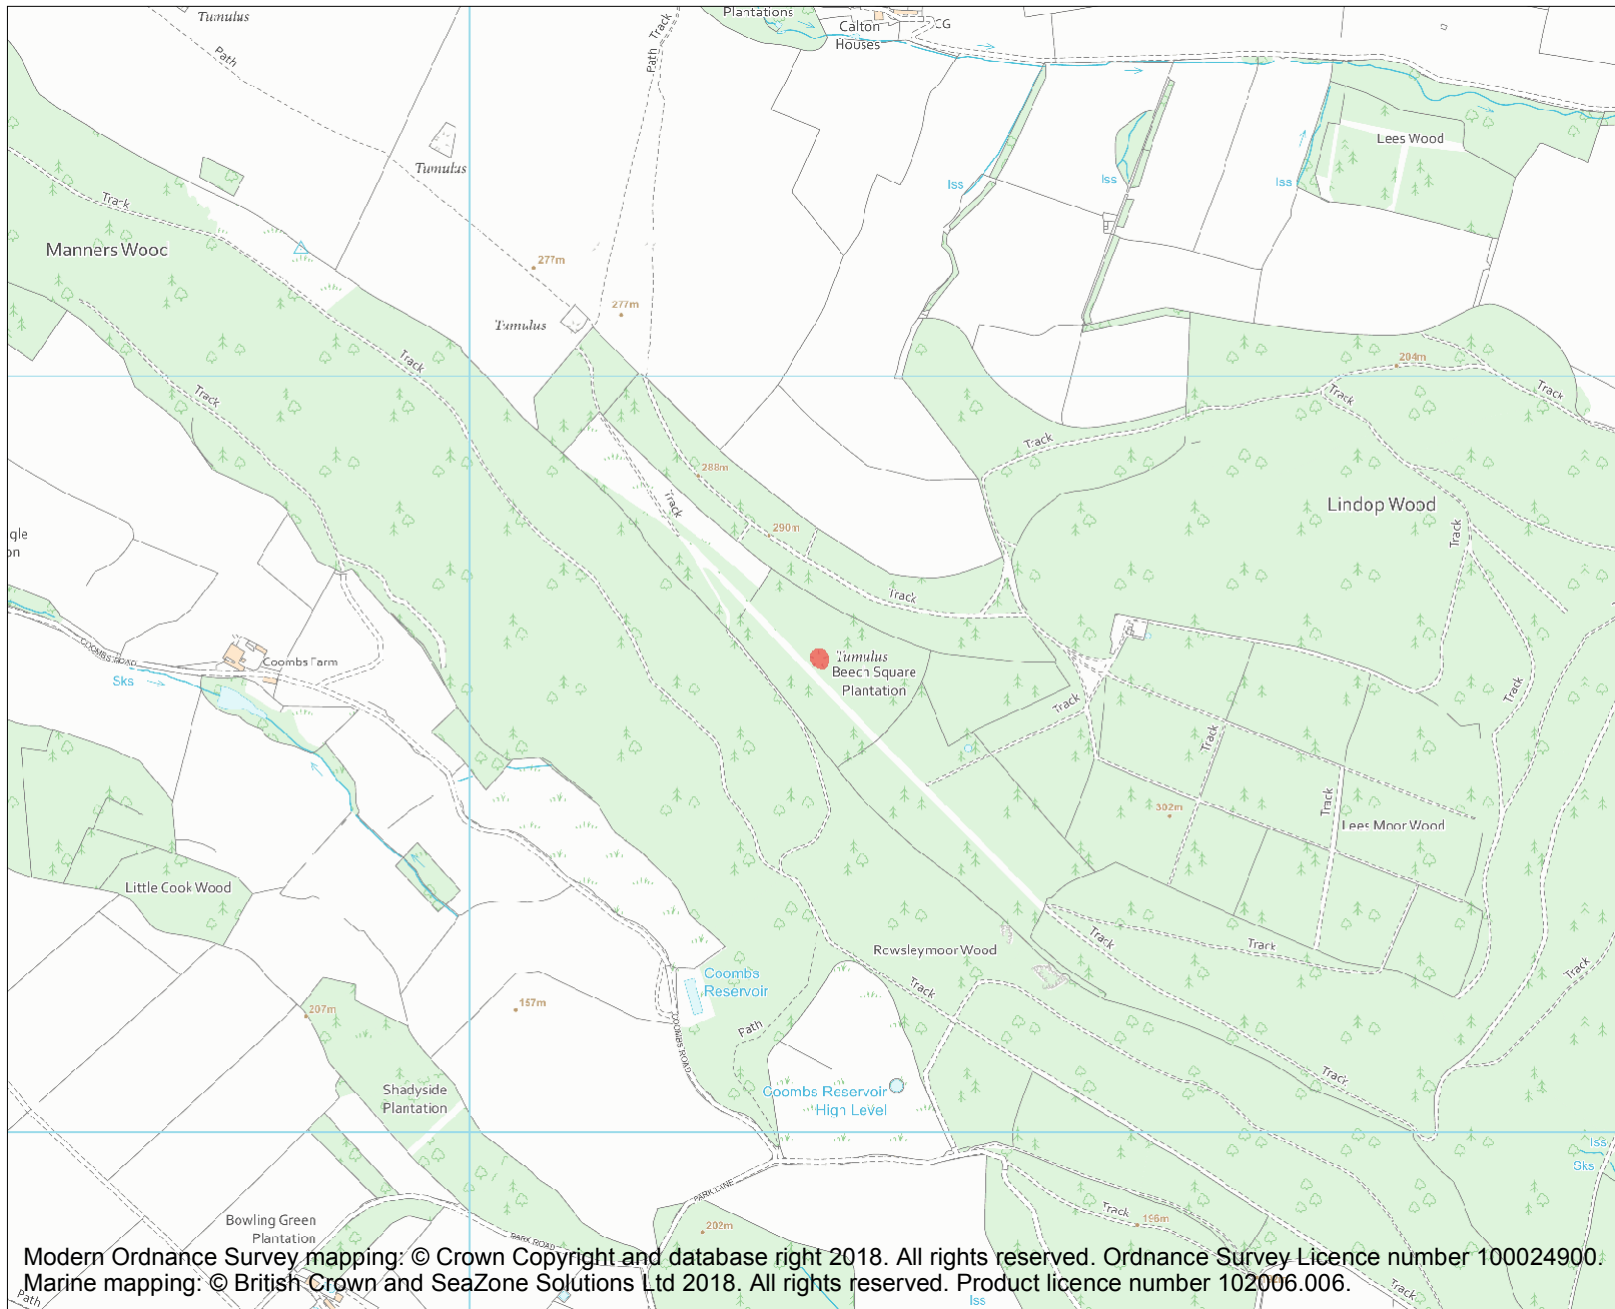 Tumulus
Plantations
CG
Calton
Houses
Path
Path
Track
Lees Wood
Tumulus
Iss
Iss
Iss
Track
Manners Wooc
277m
277m
Tumulus
Track
204m
Track
Track
Track
Track
288m
Track
Lindop Wood
290m
Track
gle
on
Track
COOMBS ROAD
Coombs Farm
Sks
Tumulus
Beech Square
Plantation
Track
Track
Track
302m
Track
Lees Moor Wood
Little Cook Wood
Track
Track
Rowsleymoor Wood
Track
Coombs
Reservoir
Track
207m
157m
Path
COOMBS ROAD
Track
Shadyside
Plantation
Coombs Reservoir
High Level
Iss
Sks
PARK LANE
Track
196m
Bowling Green
Plantation
202m
PARK ROAD
Modern Ordnance Survey mapping: © Crown Copyright and database right 2018. All rights reserved. Ordnance Survey Licence number 100024900.
Marine mapping: © British Crown and SeaZone Solutions Ltd 2018. All rights reserved. Product licence number 102006.006.
Path
Iss
Track